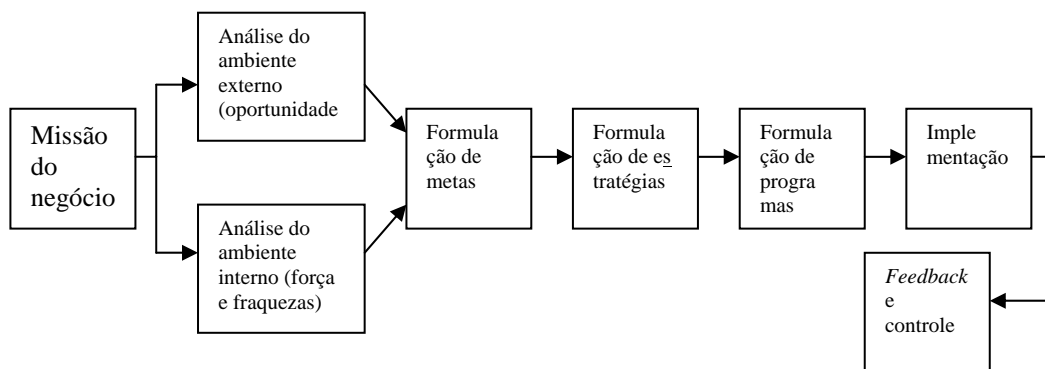 Missão
do
negócio
Análise do
ambiente
externo
(oportunidade
Análise do
ambiente
interno (força
e fraquezas)
Formula
ção de
metas
Formula
ção de es
tratégias
Formula
ção de
progra
mas
Imple
mentação
Feedback
e
controle